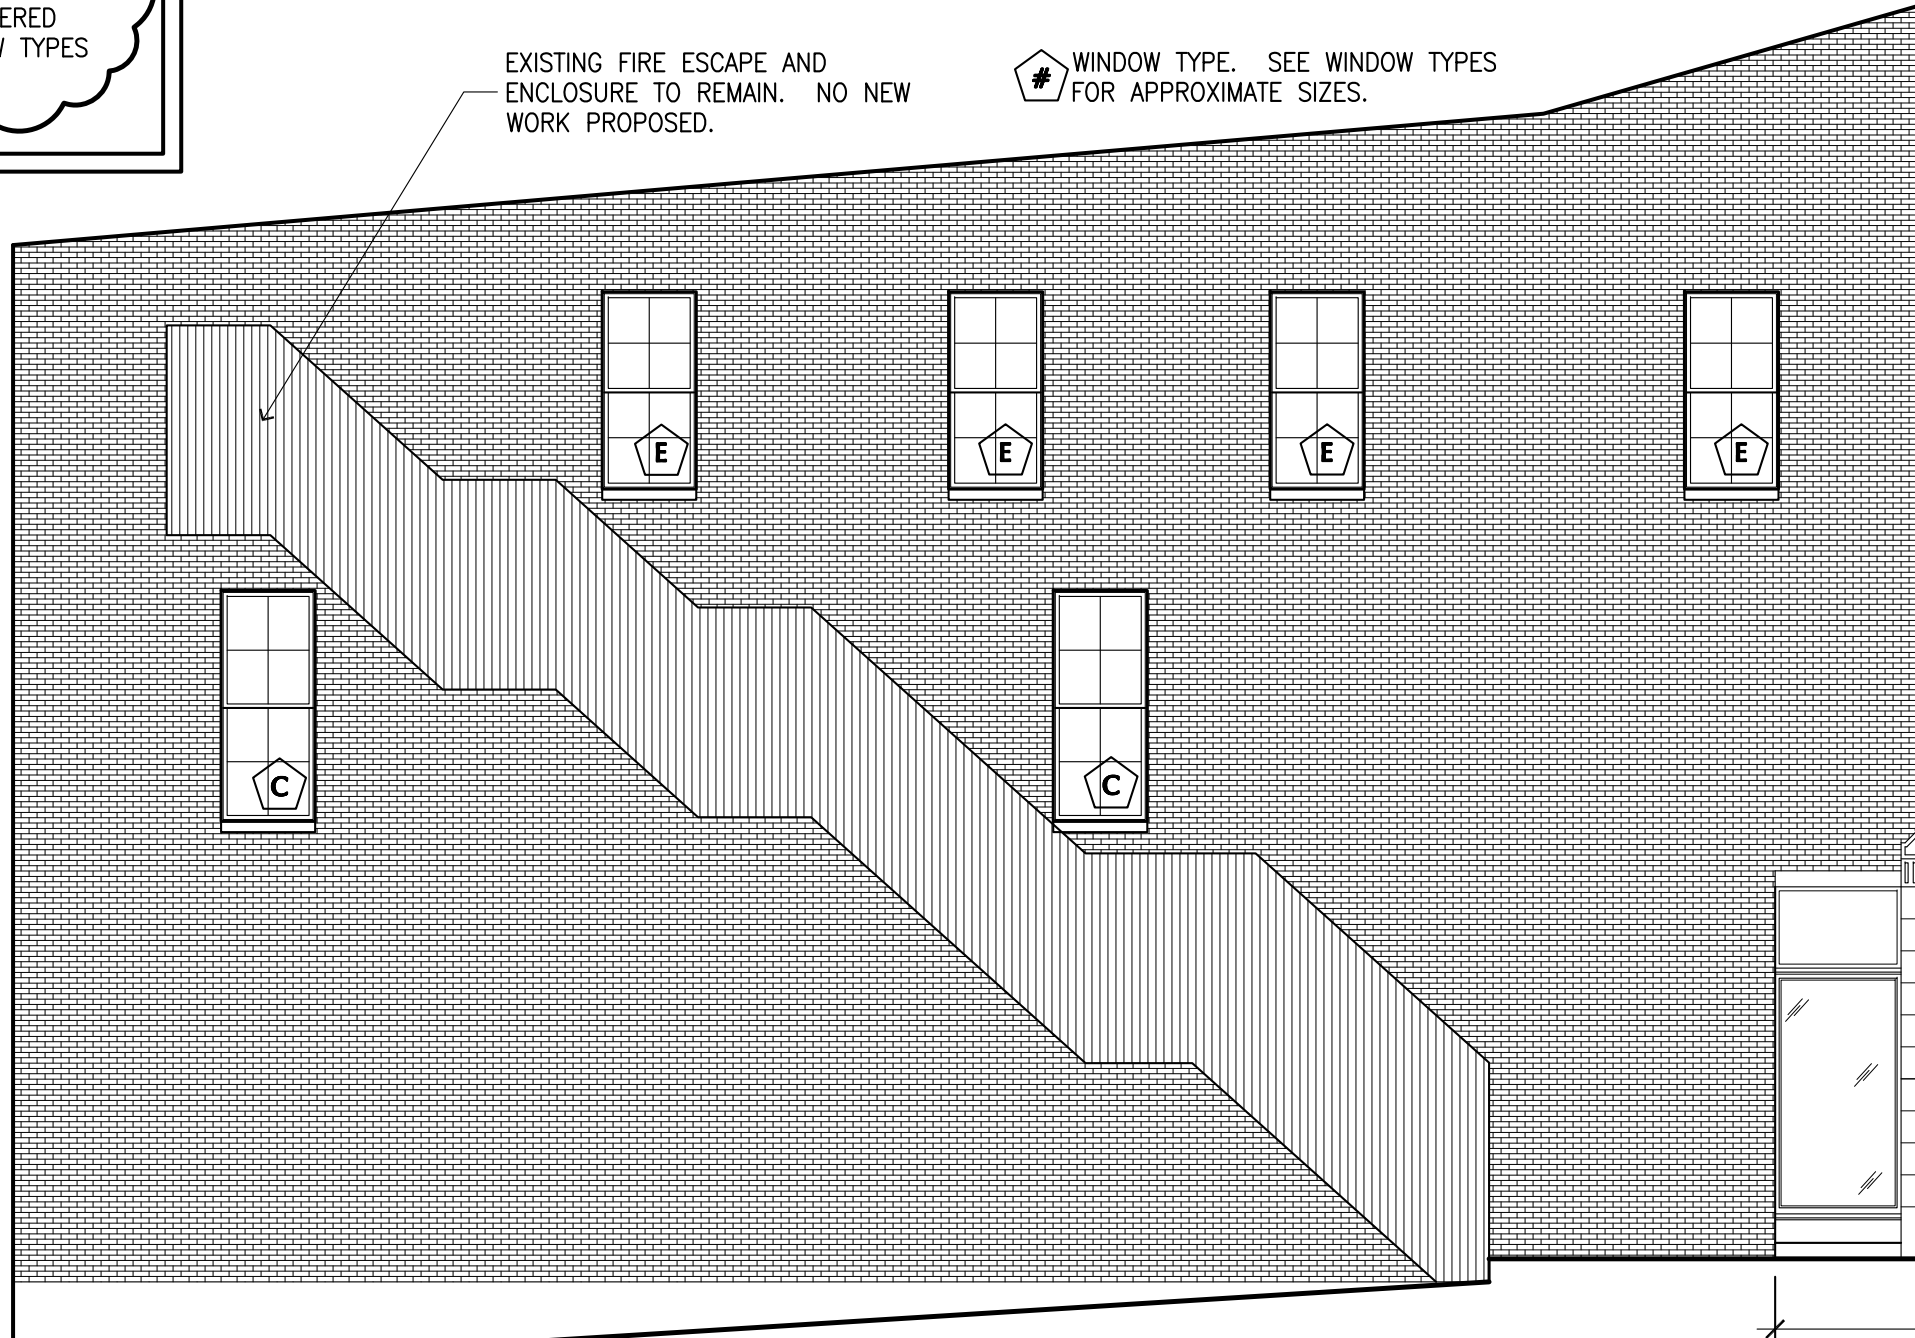 ERED
TYPES
EXISTING FIRE ESCAPE AND
ENCLOSURE TO REMAIN. NO NEW
WORK PROPOSED.
# WINDOW TYPE. SEE WINDOW TYPES
FOR APPROXIMATE SIZES.
E
E
E
E
C
C